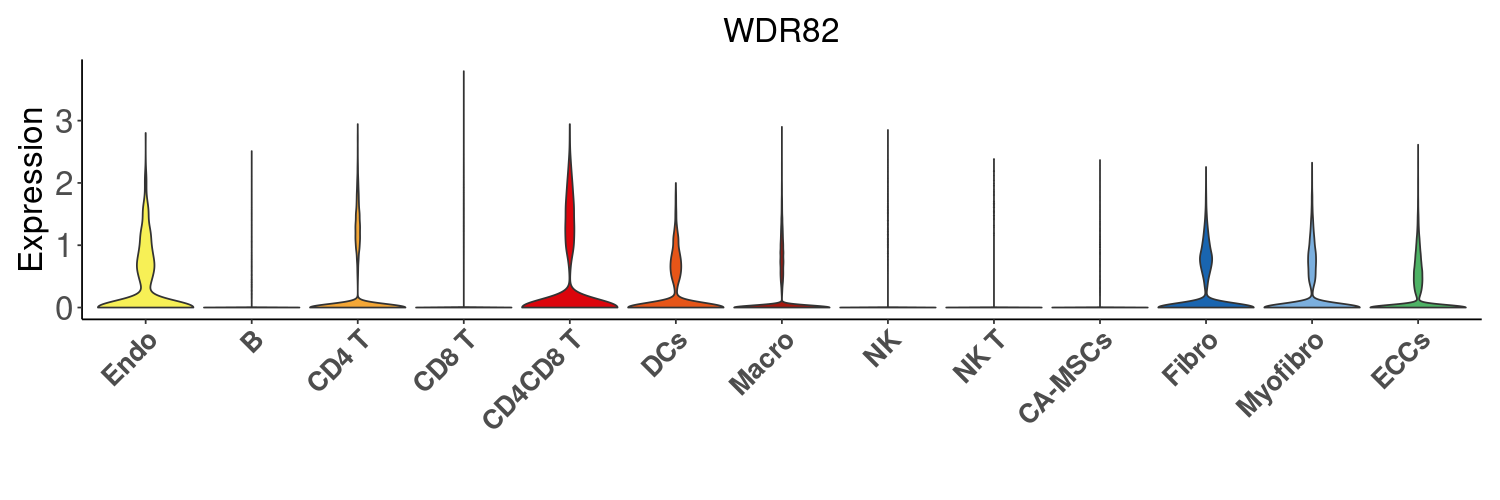 WDR82
Expression
3
2
1
0
Endo
B
CD4 T
CD8 T
CD4CD8 T
DCs
Macro
NK
NK T
CA-MSCs
Fibro
Myofibro
ECCs